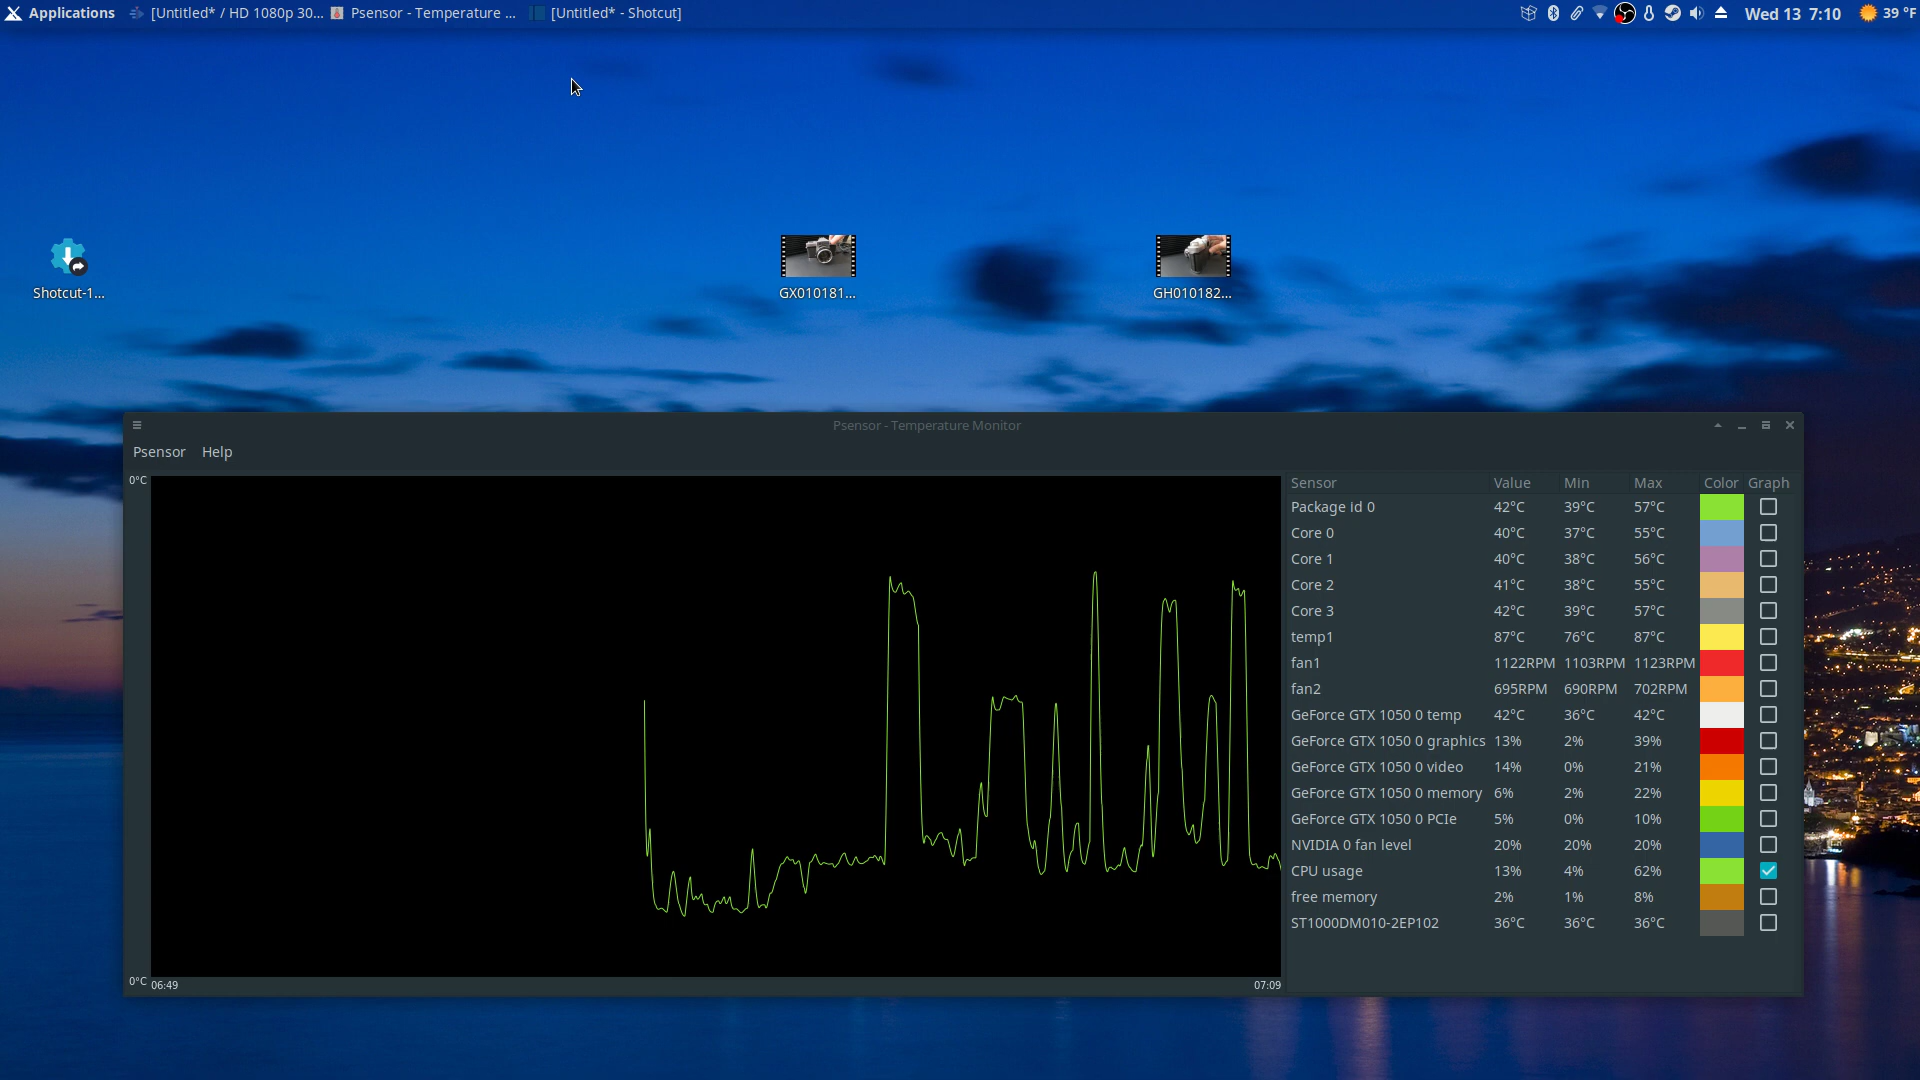 Applications [Untitled* / HD 1080p 30... Psensor - Temperature ... [Untitled* - Shotcut] Wed 13 7:10 39 °F
Shotcut-1... GX010181... GH010182...
Psensor - Temperature Monitor
Psensor Help
0°C
0°C
06:49 07:09
Sensor Value Min Max Color Graph
Package id 0 42°C 39°C 57°C
Core 0 40°C 37°C 55°C
Core 1 40°C 38°C 56°C
Core 2 41°C 38°C 55°C
Core 3 42°C 39°C 57°C
temp1 87°C 76°C 87°C
fan1 1122RPM 1103RPM 1123RPM
fan2 695RPM 690RPM 702RPM
GeForce GTX 1050 0 temp 42°C 36°C 42°C
GeForce GTX 1050 0 graphics 13% 2% 39%
GeForce GTX 1050 0 video 14% 0% 21%
GeForce GTX 1050 0 memory 6% 2% 22%
GeForce GTX 1050 0 PCIe 5% 0% 10%
NVIDIA 0 fan level 20% 20% 20%
CPU usage 13% 4% 62%
free memory 2% 1% 8%
ST1000DM010-2EP102 36°C 36°C 36°C